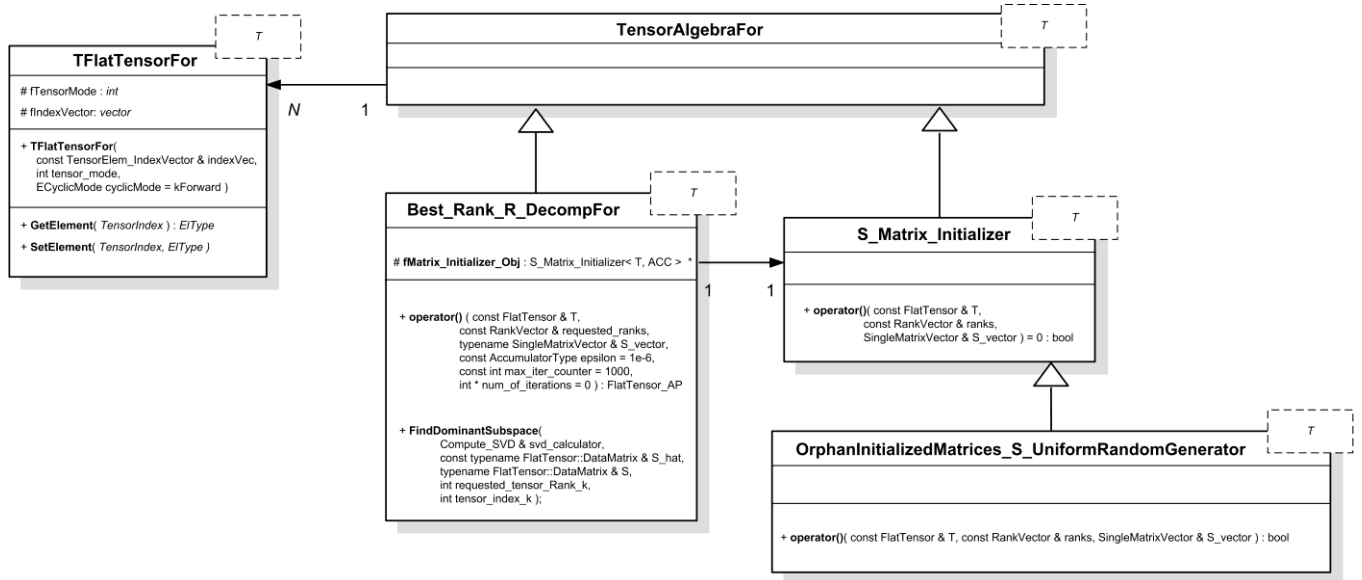 T
TFlatTensorFor
# fTensorMode : int
# fIndexVector: vector
+ TFlatTensorFor(
const TensorElem_IndexVector & indexVec,
int tensor_mode,
ECyclicMode cyclicMode = kForward )
+ GetElement( TensorIndex ) : ElType
+ SetElement( TensorIndex, ElType )
N
1
T
TensorAlgebraFor
T
Best_Rank_R_DecompFor
# fMatrix_Initializer_Obj : S_Matrix_Initializer< T, ACC > *
+ operator() ( const FlatTensor & T,
const RankVector & requested_ranks,
typename SingleMatrixVector & S_vector,
const AccumulatorType epsilon = 1e-6,
const int max_iter_counter = 1000,
int * num_of_iterations = 0 ) : FlatTensor_AP
+ FindDominantSubspace(
Compute_SVD & svd_calculator,
const typename FlatTensor::DataMatrix & S_hat,
typename FlatTensor::DataMatrix & S,
int requested_tensor_Rank_k,
int tensor_index_k );
1
1
T
S_Matrix_Initializer
+ operator()( const FlatTensor & T,
const RankVector & ranks,
SingleMatrixVector & S_vector ) = 0 : bool
T
OrphanInitializedMatrices_S_UniformRandomGenerator
+ operator()( const FlatTensor & T, const RankVector & ranks, SingleMatrixVector & S_vector ) : bool